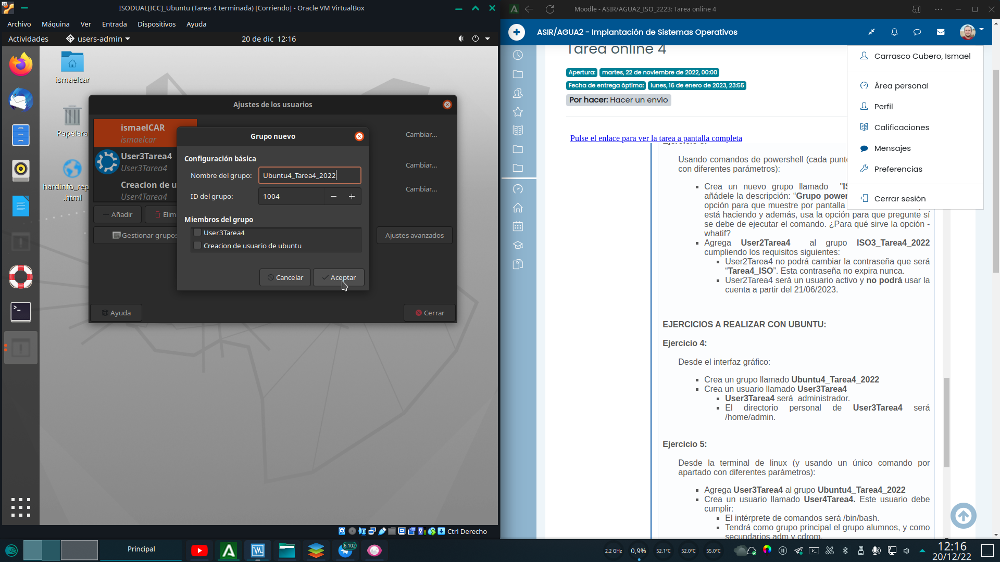 ISODUAL[ICC]_Ubuntu (Tarea 4 terminada) [Corriendo] - Oracle VM VirtualBox
Archivo Máquina Ver Entrada Dispositivos Ayuda
Actividades users-admin 20 de dic 12:16
ismaelcar
Papelera
hardinfo_rep
.html
Ajustes de los usuarios
ismaelCAR
ismaelcar
User3Tarea4
User3Tarea4
Creacion de u
User4Tarea4
Cambiar...
Cambiar...
Cambiar...
Añadir
Elim
Gestionar grupos
Ajustes avanzados
Ayuda
Cerrar
Grupo nuevo
Configuración básica
Nombre del grupo: Ubuntu4_Tarea4_2022
ID del grupo: 1004
Miembros del grupo
User3Tarea4
Creacion de usuario de ubuntu
Cancelar Aceptar
Ctrl Derecho
Moodle - ASIR/AGUA2_ISO_2223: Tarea online 4
ASIR/AGUA2 - Implantación de Sistemas Operativos
Tarea online 4
Apertura: martes, 22 de noviembre de 2022, 00:00
Fecha de entrega óptima: lunes, 16 de enero de 2023, 23:55
Por hacer: Hacer un envío
Carrasco Cubero, Ismael
Área personal
Perfil
Calificaciones
Mensajes
Preferencias
Cerrar sesión
Pulse el enlace para ver la tarea a pantalla completa
Usando comandos de powershell (cada punt
con diferentes parámetros):
Crea un nuevo grupo llamado "IS
añádele la descripción: “Grupo power
opción para que muestre por pantalla
está haciendo y además, usa la opción para que pregunte sí
se debe de ejecutar el comando. ¿Para qué sirve la opción -
whatif?
Agrega User2Tarea4 al grupo ISO3_Tarea4_2022
cumpliendo los requisitos siguientes:
User2Tarea4 no podrá cambiar la contraseña que será
“Tarea4_ISO”. Esta contraseña no expira nunca.
User2Tarea4 será un usuario activo y no podrá usar la
cuenta a partir del 21/06/2023.
EJERCICIOS A REALIZAR CON UBUNTU:
Ejercicio 4:
Desde el interfaz gráfico:
Crea un grupo llamado Ubuntu4_Tarea4_2022
Crea un usuario llamado User3Tarea4
User3Tarea4 será administrador.
El directorio personal de User3Tarea4 será
/home/admin.
Ejercicio 5:
Desde la terminal de linux (y usando un único comando por
apartado con diferentes parámetros):
Agrega User3Tarea4 al grupo Ubuntu4_Tarea4_2022
Crea un usuario llamado User4Tarea4. Este usuario debe
cumplir:
El intérprete de comandos será /bin/bash.
Tendrá como grupo principal el grupo alumnos, y como
secundarios adm y cdrom.
Principal
6.102
2,2 GHz
0,9%
52,1°C
52,0°C
55,0°C
12:16
20/12/22